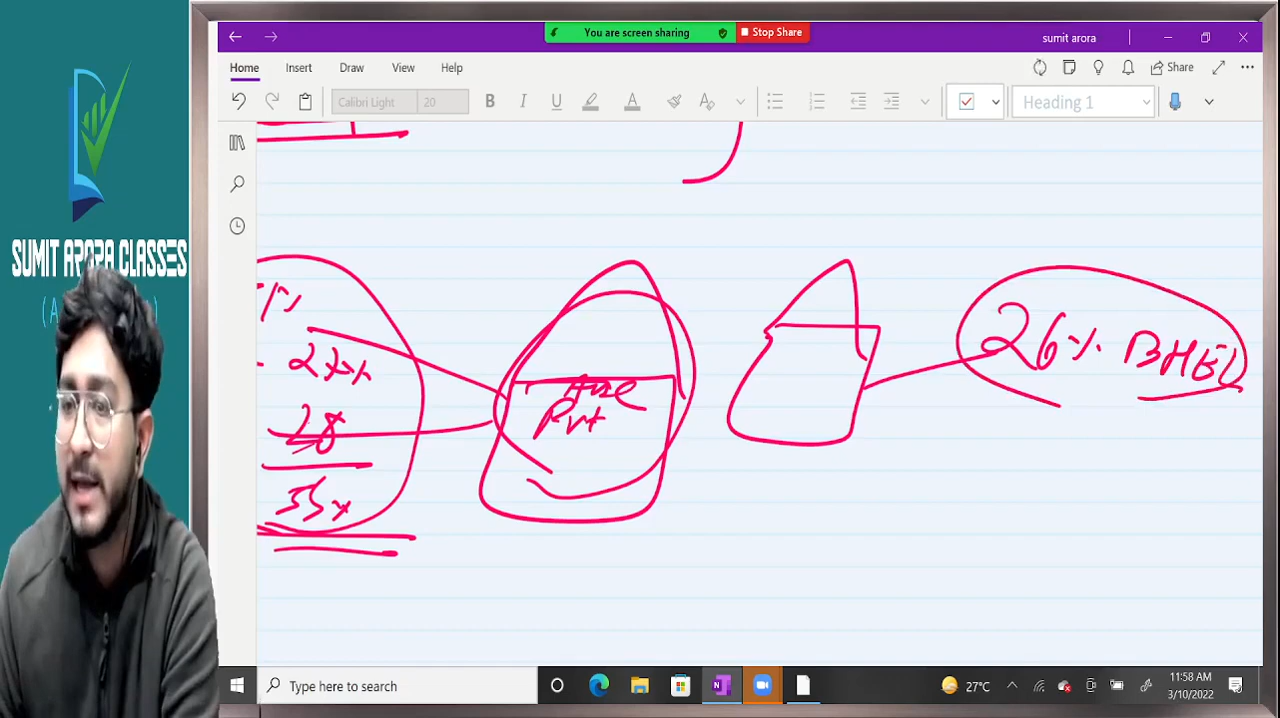 You are screen sharing
Stop Share
sumit arora
Home Insert Draw View Help
Share
Calibri Light 20
B I U A
Heading 1
SUMIT ARORA CLASSES
27%
28
55%
Pvt
26% BHEL
Type here to search
27°C
11:58 AM
3/10/2022